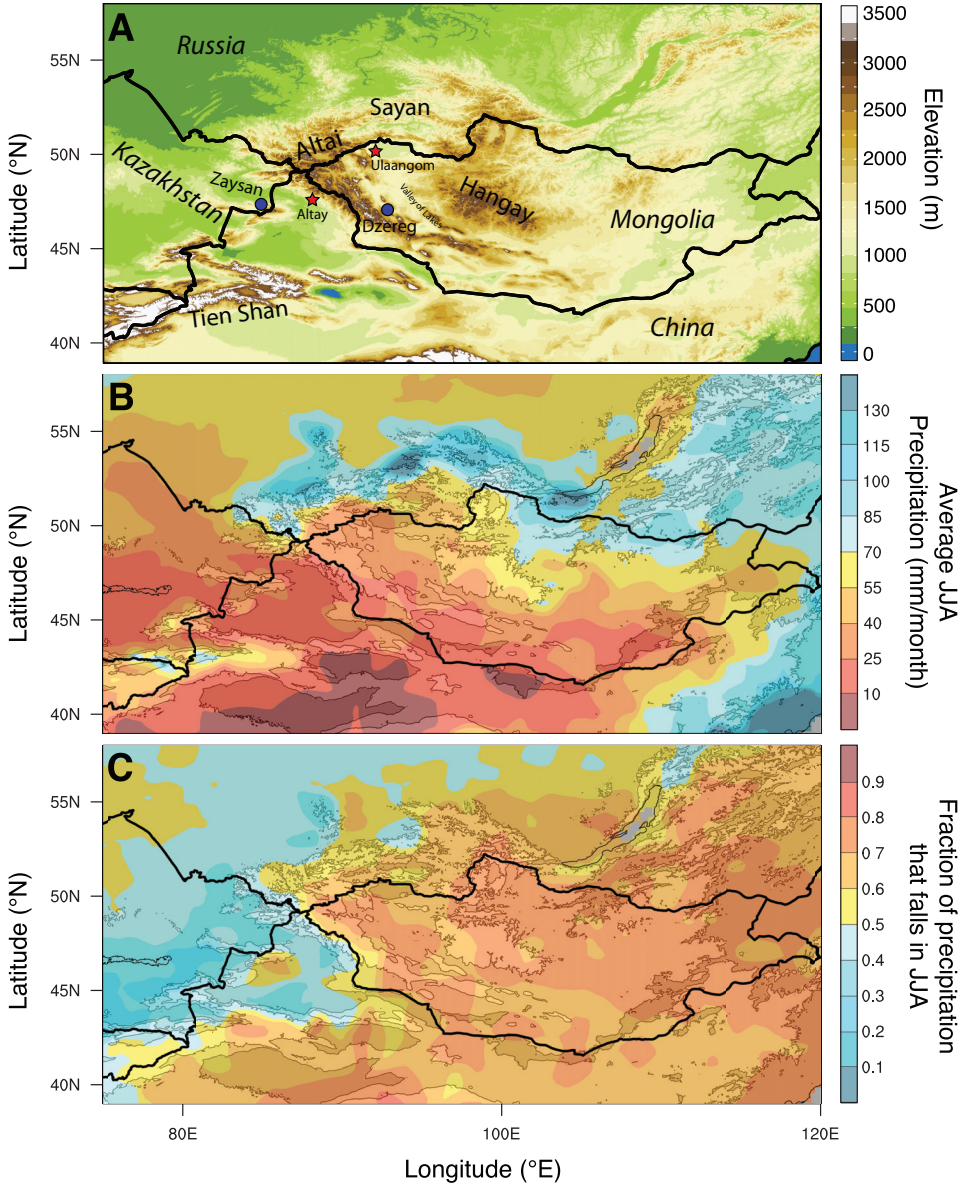 A
Russia
Sayan
Altai
Ulaangom
Kazakhstan
Zaysan
Altay
Valley of Lakes
Hangay
Dzereg
Mongolia
Tien Shan
China
55N
50N
45N
40N
Latitude (°N)
3500
3000
2500
2000
1500
1000
500
0
Elevation (m)
B
55N
50N
45N
40N
Latitude (°N)
130
115
100
85
70
55
40
25
10
Average JJA
Precipitation (mm/month)
C
55N
50N
45N
40N
Latitude (°N)
0.9
0.8
0.7
0.6
0.5
0.4
0.3
0.2
0.1
Fraction of precipitation
that falls in JJA
80E
100E
120E
Longitude (°E)